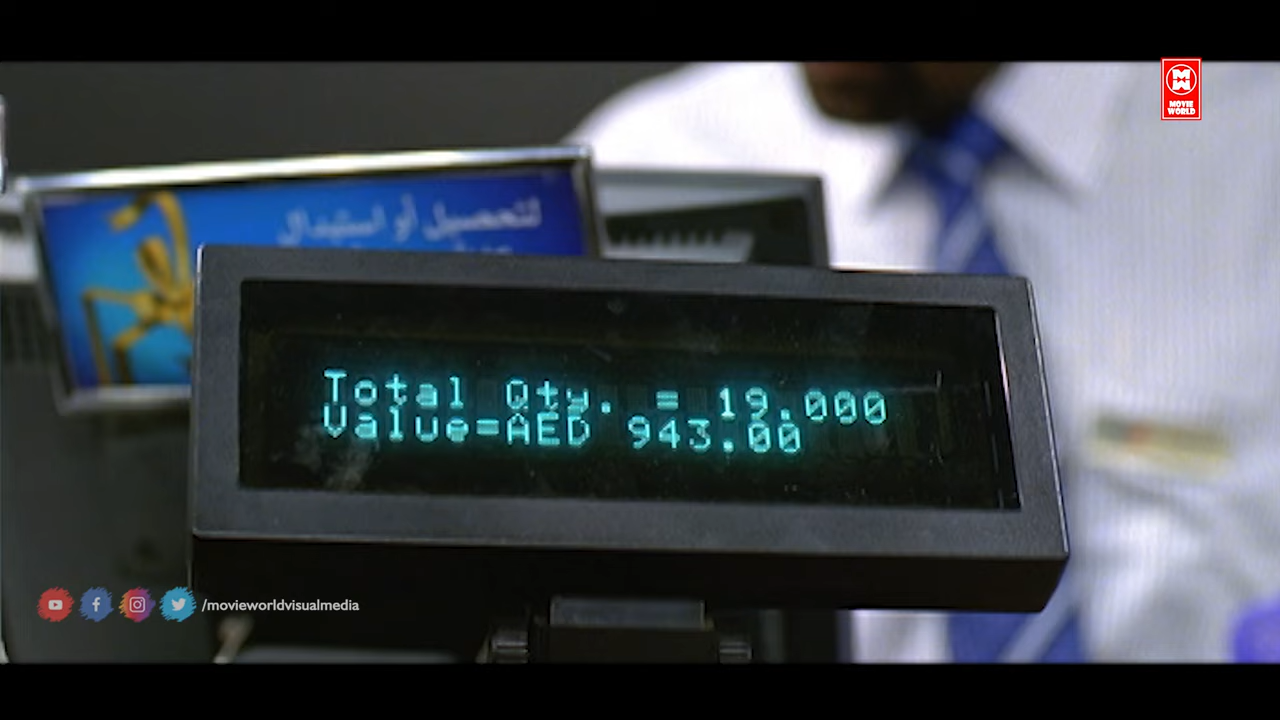 MOVIE
WORLD
لتحصيل أو استبدال
Total Qty. = 19.000
Value=AED 943.00
/movieworldvisualmedia